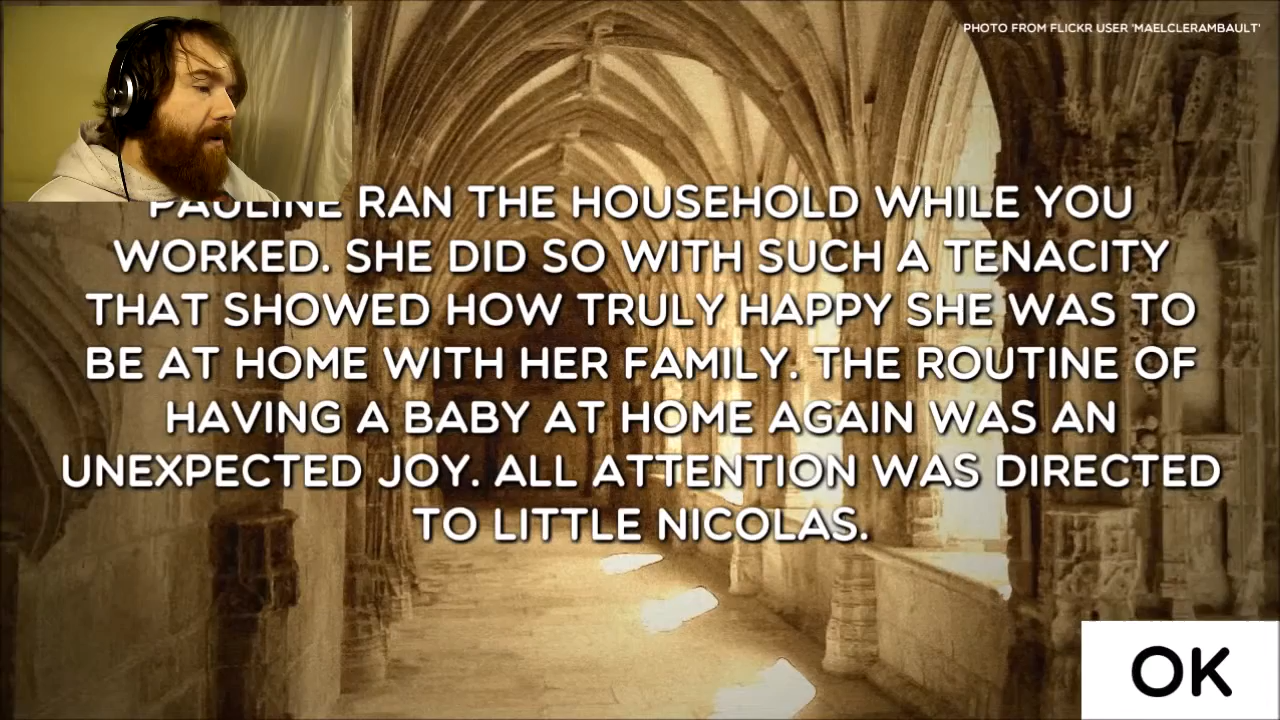 PHOTO FROM FLICKR USER 'MAELCLERAMBAULT'
PAULINE RAN THE HOUSEHOLD WHILE YOU
WORKED. SHE DID SO WITH SUCH A TENACITY
THAT SHOWED HOW TRULY HAPPY SHE WAS TO
BE AT HOME WITH HER FAMILY. THE ROUTINE OF
HAVING A BABY AT HOME AGAIN WAS AN
UNEXPECTED JOY. ALL ATTENTION WAS DIRECTED
TO LITTLE NICOLAS.
OK